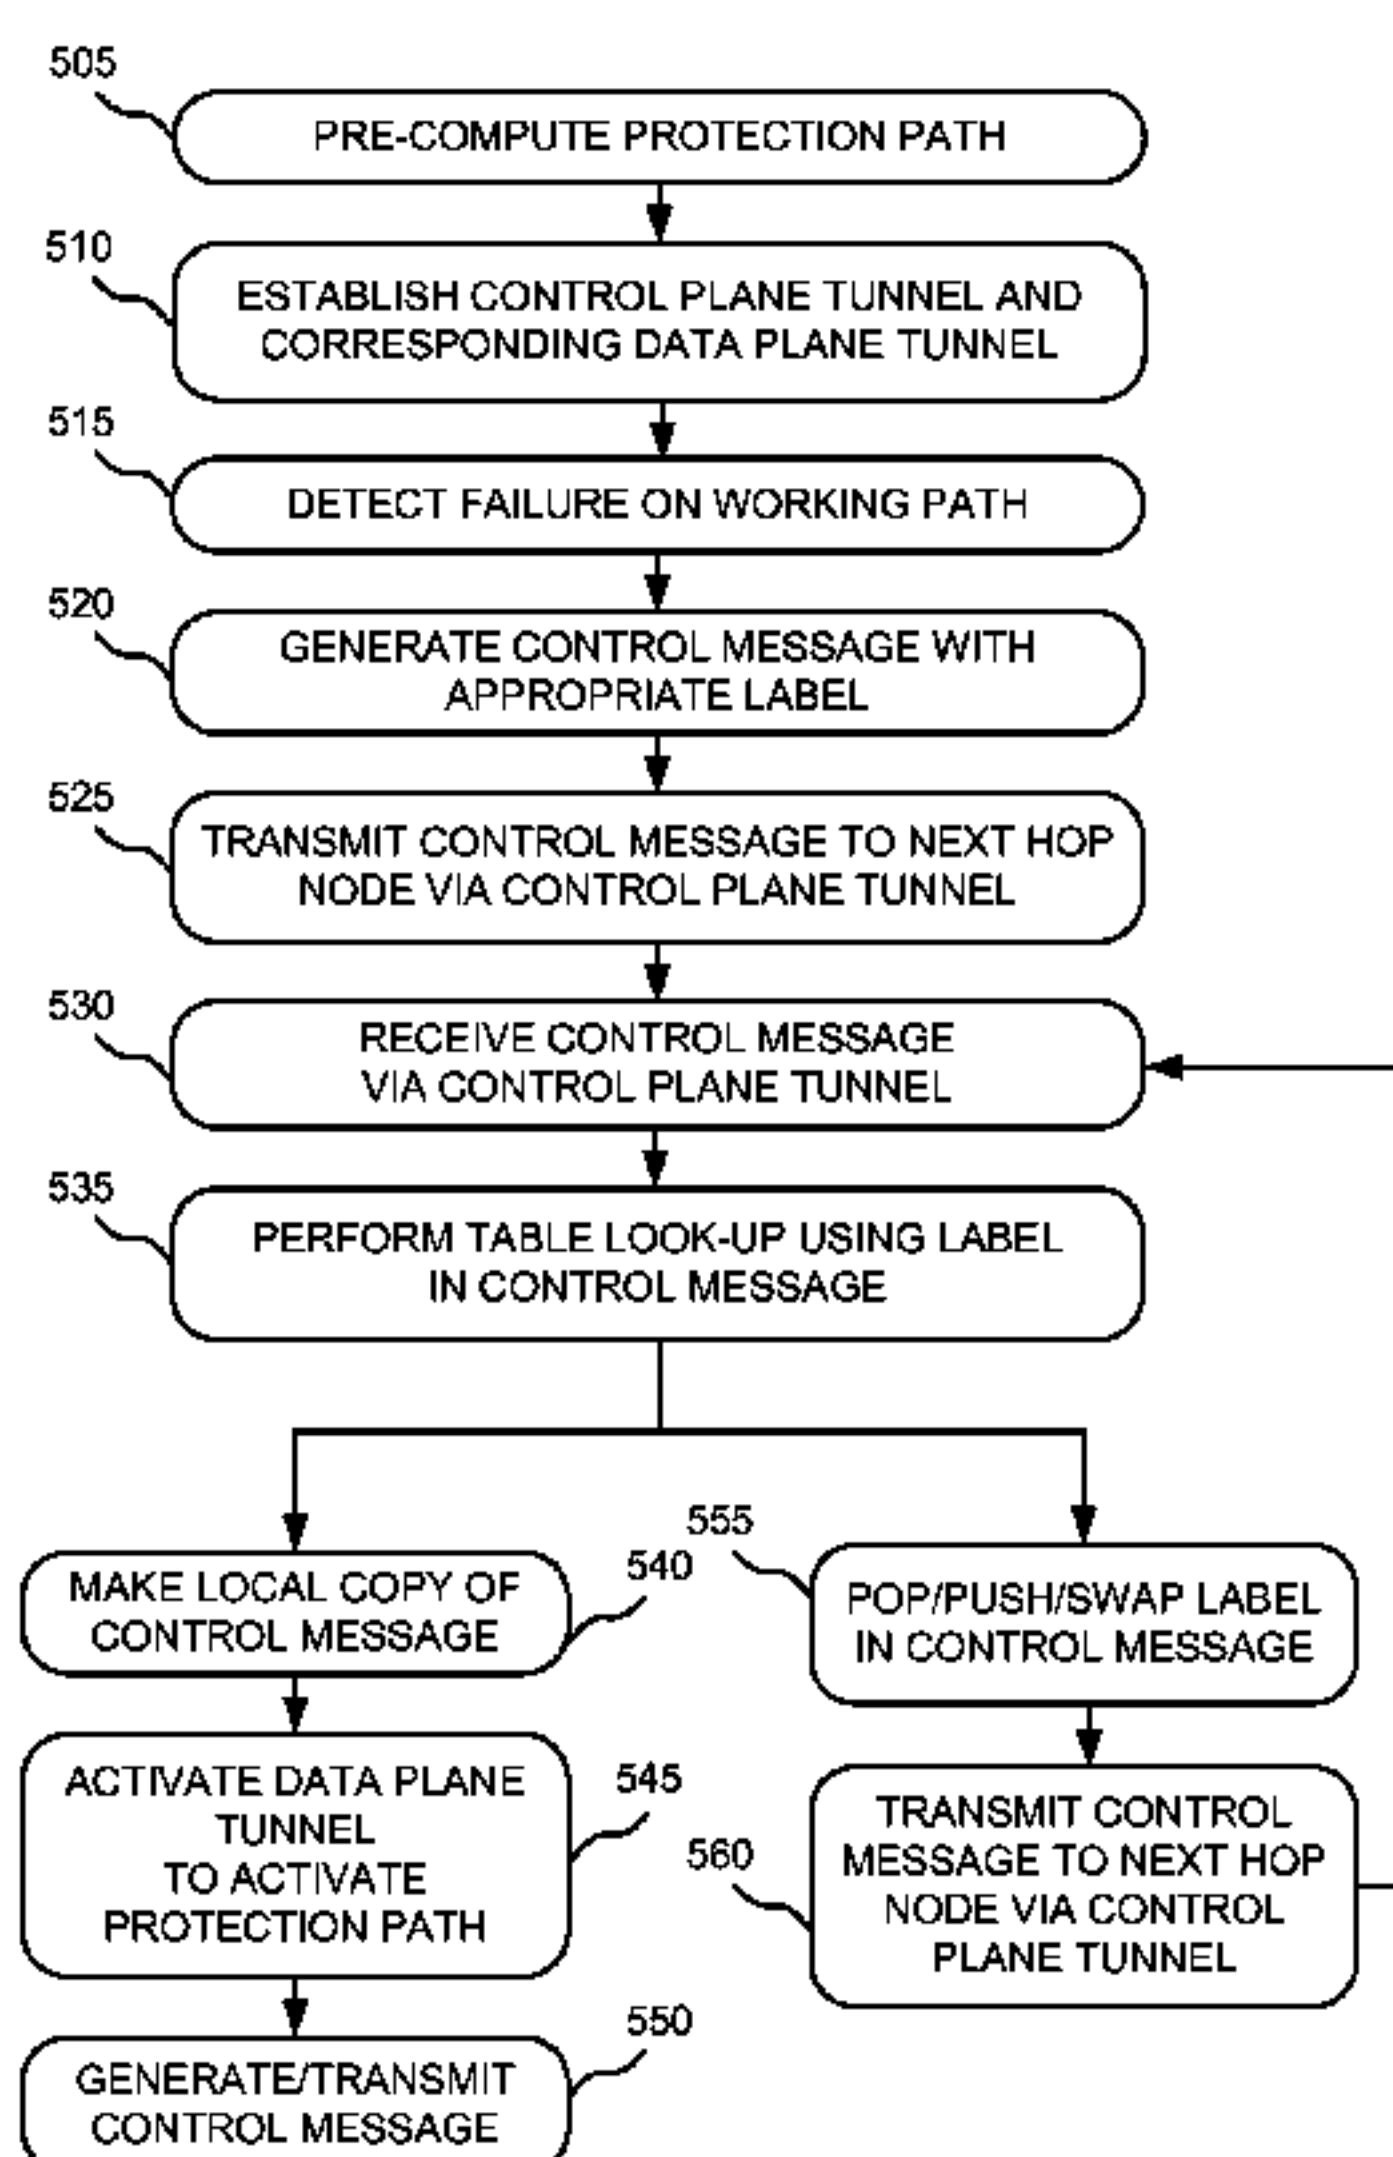 505
PRE-COMPUTE PROTECTION PATH
510
ESTABLISH CONTROL PLANE TUNNEL AND
CORRESPONDING DATA PLANE TUNNEL
515
DETECT FAILURE ON WORKING PATH
520
GENERATE CONTROL MESSAGE WITH
APPROPRIATE LABEL
525
TRANSMIT CONTROL MESSAGE TO NEXT HOP
NODE VIA CONTROL PLANE TUNNEL
530
RECEIVE CONTROL MESSAGE
VIA CONTROL PLANE TUNNEL
535
PERFORM TABLE LOOK-UP USING LABEL
IN CONTROL MESSAGE
540
MAKE LOCAL COPY OF
CONTROL MESSAGE
545
ACTIVATE DATA PLANE
TUNNEL
TO ACTIVATE
PROTECTION PATH
550
GENERATE/TRANSMIT
CONTROL MESSAGE
555
POP/PUSH/SWAP LABEL
IN CONTROL MESSAGE
560
TRANSMIT CONTROL
MESSAGE TO NEXT HOP
NODE VIA CONTROL
PLANE TUNNEL